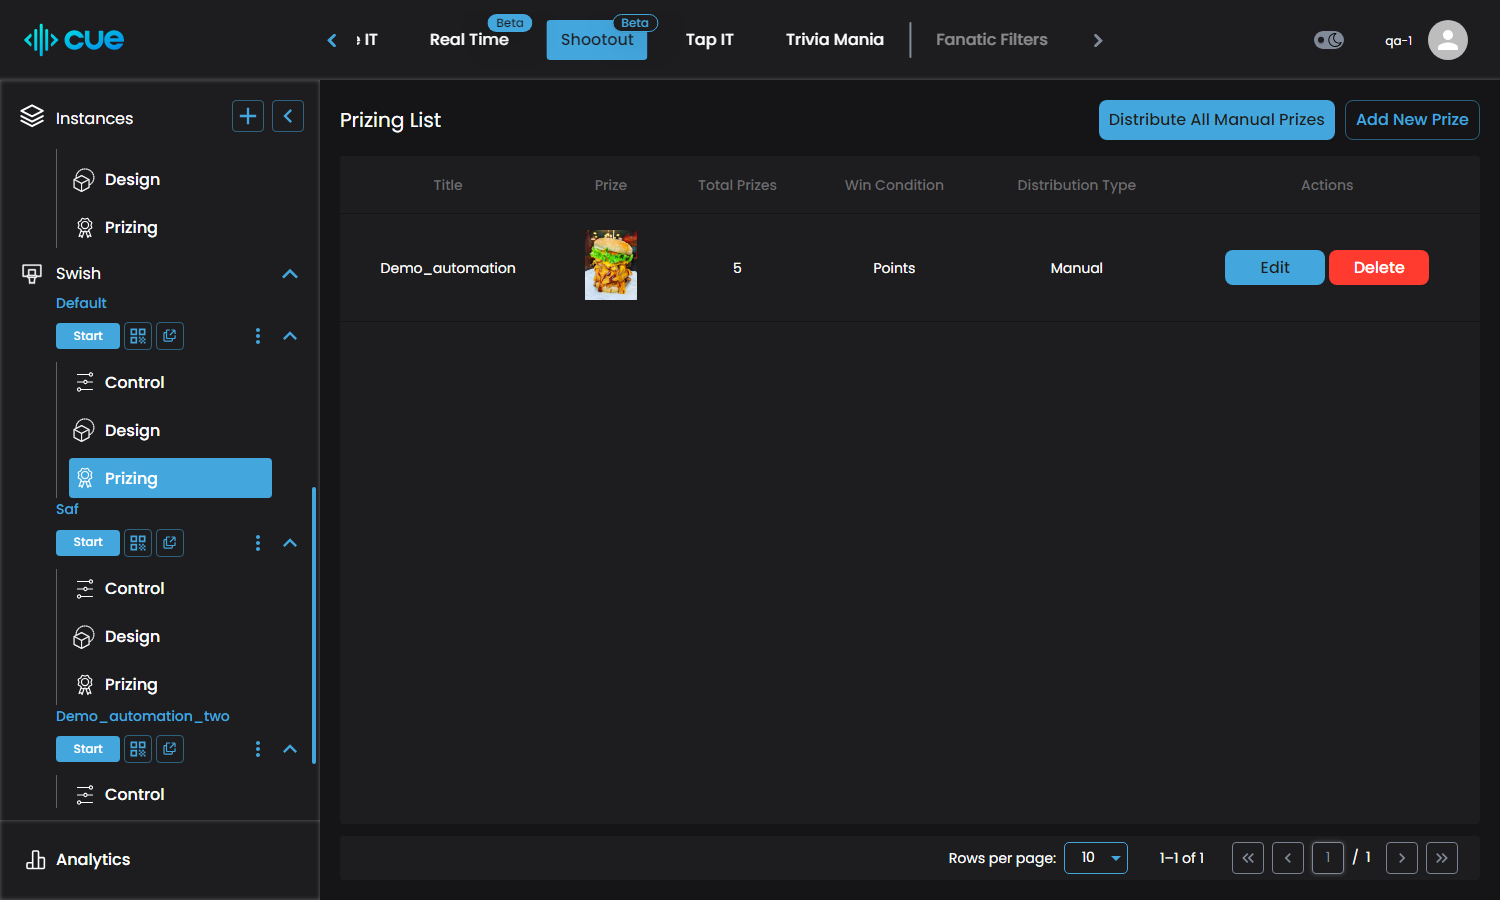 cue
IT
Real Time
Beta
Shootout
Beta
Tap IT
Trivia Mania
Fanatic Filters
qa-1
Instances
Design
Prizing
Swish
Default
Start
Control
Design
Prizing
Saf
Start
Control
Design
Prizing
Demo_automation_two
Start
Control
Analytics
Prizing List
Distribute All Manual Prizes
Add New Prize
Title Prize Total Prizes Win Condition Distribution Type Actions
Demo_automation 5 Points Manual Edit Delete
Rows per page: 10 1-1 of 1 1 / 1